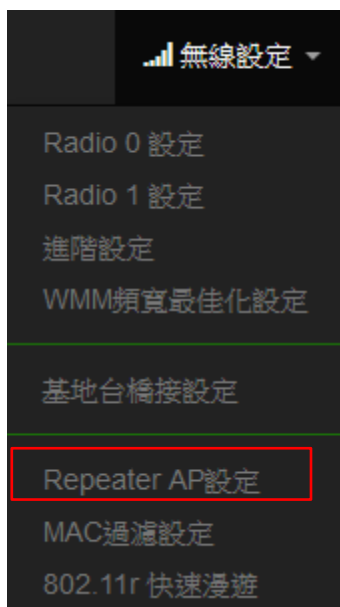 無線設定
Radio 0 設定
Radio 1 設定
進階設定
WMM頻寬最佳化設定
基地台橋接設定
Repeater AP設定
MAC過濾設定
802.11r 快速漫遊